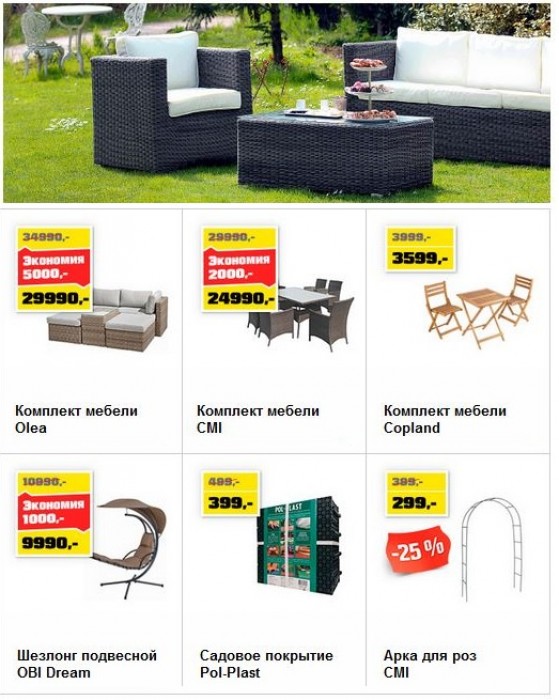 34990,-
Экономия
5000,-
29990,-
Комплект мебели
Olea
26990,-
Экономия
2000,-
24990,-
Комплект мебели
CMI
3999,-
3599,-
Комплект мебели
Copland
10990,-
Экономия
1000,-
9990,-
Шезлонг подвесной
OBI Dream
499,-
399,-
POL-PLAST
Садовое покрытие
Pol-Plast
399,-
299,-
-25 %
Арка для роз
CMI